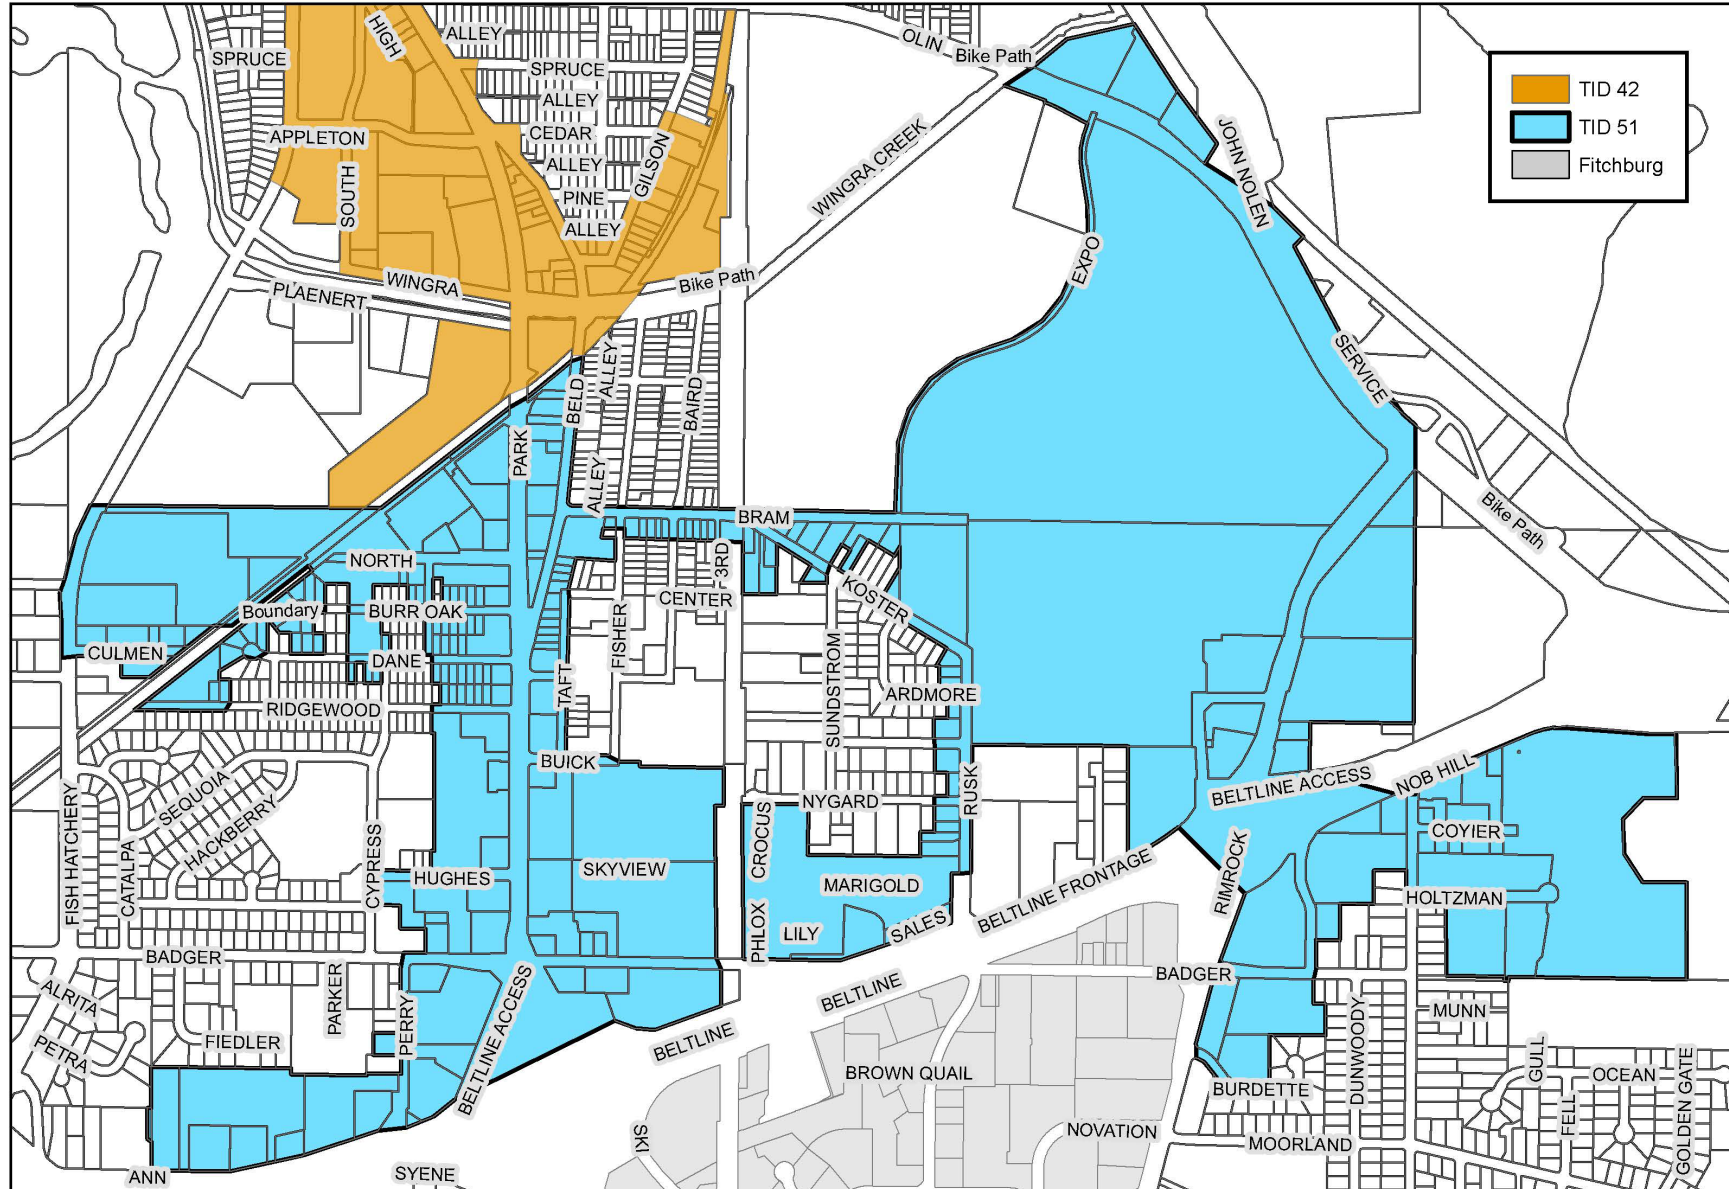 HIGH
ALLEY
OLIN
Bike Path
SPRUCE
SPRUCE
TID 42
ALLEY
TID 51
APPLETON
CEDAR
GILSON
ALLEY
Fitchburg
WINGRA CREEK
JOHN NOLEN
SOUTH
PINE
ALLEY
EXPO
WINGRA
Bike Path
PLAENERT
SERVICE
ALLEY
BELD
BAIRD
PARK
ALLEY
BRAM
Bike Path
NORTH
3RD
KOSTER
Boundary
BURR OAK
CENTER
FISHER
CULMEN
DANE
SUNDSTROM
TAFT
ARDMORE
RIDGEWOOD
BUICK
RUSK
BELTLINE ACCESS
NOB HILL
SEQUOIA
NYGARD
HACKBERRY
COYIER
FISH HATCHERY
CATALPA
CYPRESS
HUGHES
SKYVIEW
CROCUS
MARIGOLD
BELTLINE FRONTAGE
RIMROCK
HOLTZMAN
PHLOX
LILY
SALES
BADGER
BADGER
ALRITA
PARKER
PERRY
BELTLINE ACCESS
BELTLINE
BELTLINE
DUNWOODY
MUNN
PETRA
FIEDLER
BROWN QUAIL
BURDETTE
GULL
OCEAN
GOLDEN GATE
FELL
SKI
NOVATION
MOORLAND
ANN
SYENE